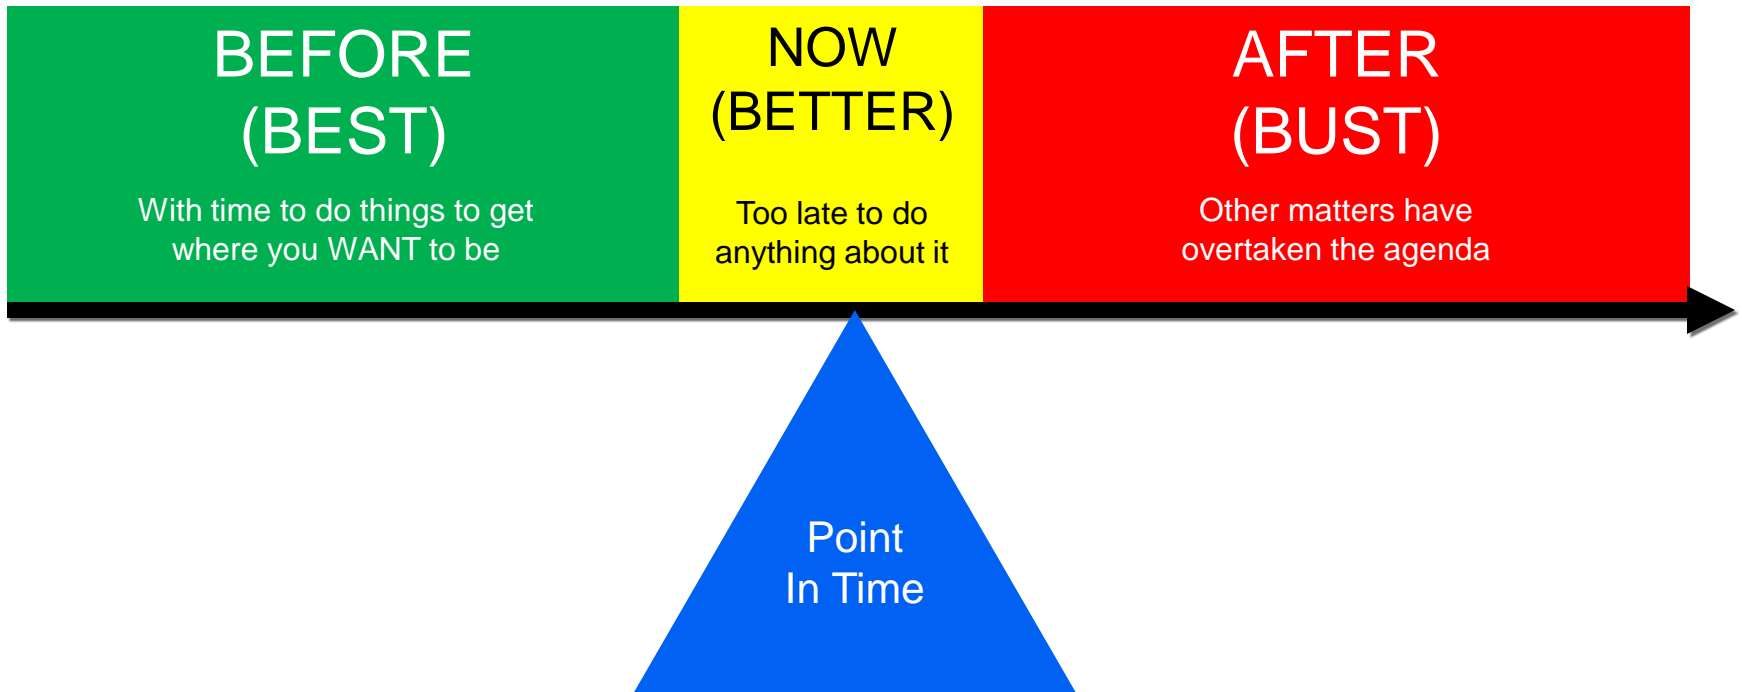 BEFORE
(BEST)
With time to do things to get
where you WANT to be
NOW
(BETTER)
Too late to do
anything about it
AFTER
(BUST)
Other matters have
overtaken the agenda
Point
In Time